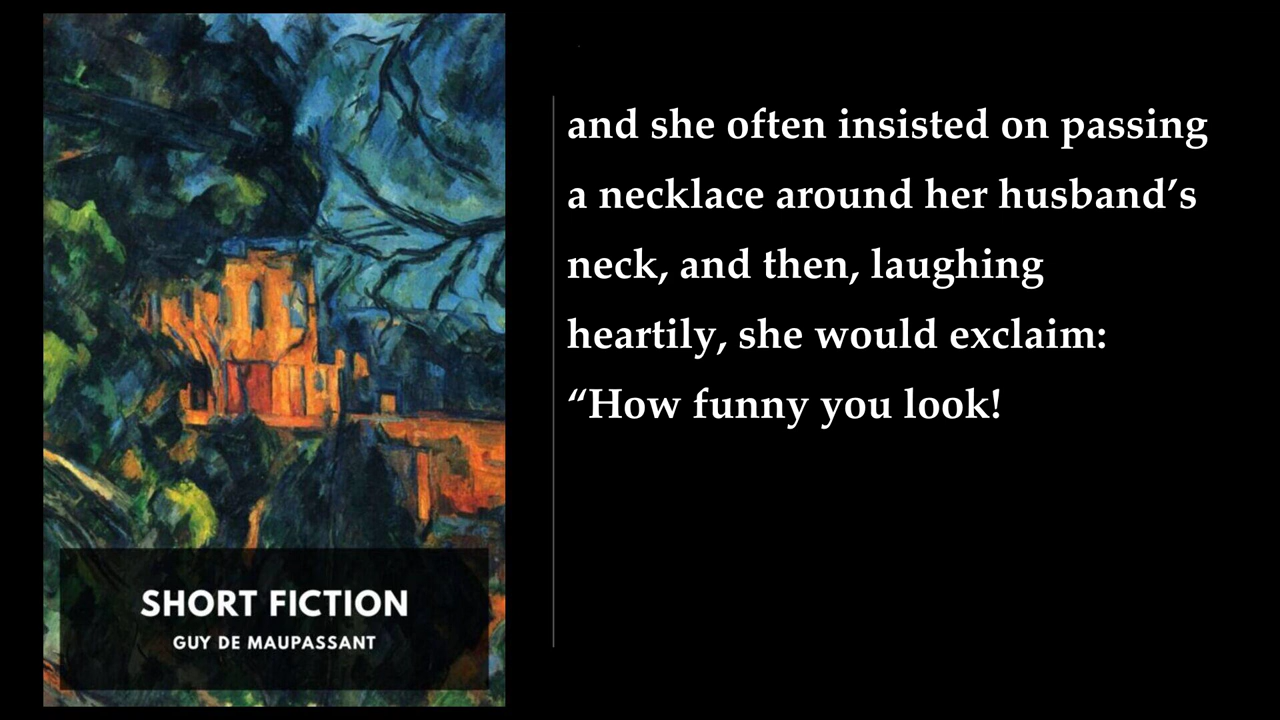 and she often insisted on passing
a necklace around her husband’s
neck, and then, laughing
heartily, she would exclaim:
“How funny you look!
SHORT FICTION
GUY DE MAUPASSANT